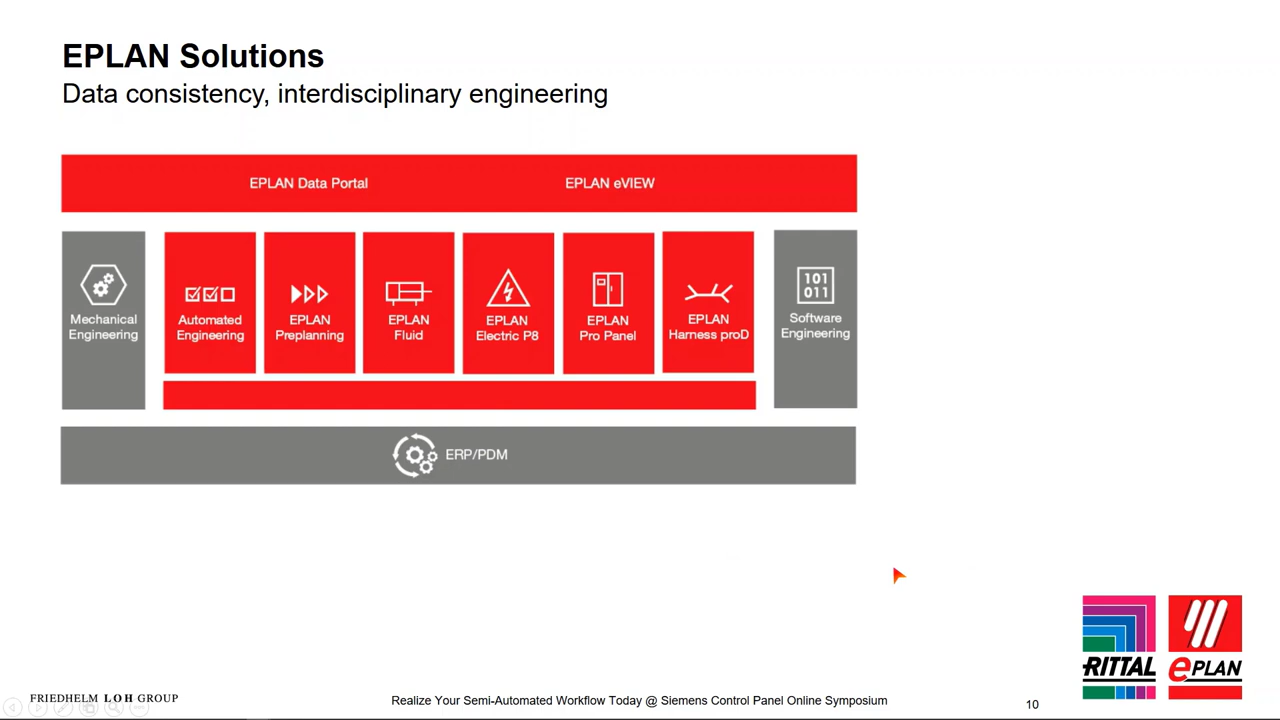 EPLAN Solutions
Data consistency, interdisciplinary engineering
EPLAN Data Portal
EPLAN eVIEW
Mechanical
Engineering
Automated
Engineering
EPLAN
Preplanning
EPLAN
Fluid
EPLAN
Electric P8
EPLAN
Pro Panel
EPLAN
Harness proD
101
011
Software
Engineering
ERP/PDM
RITTAL
ePLAN
FRIEDHELM LOH GROUP
Realize Your Semi-Automated Workflow Today @ Siemens Control Panel Online Symposium
10